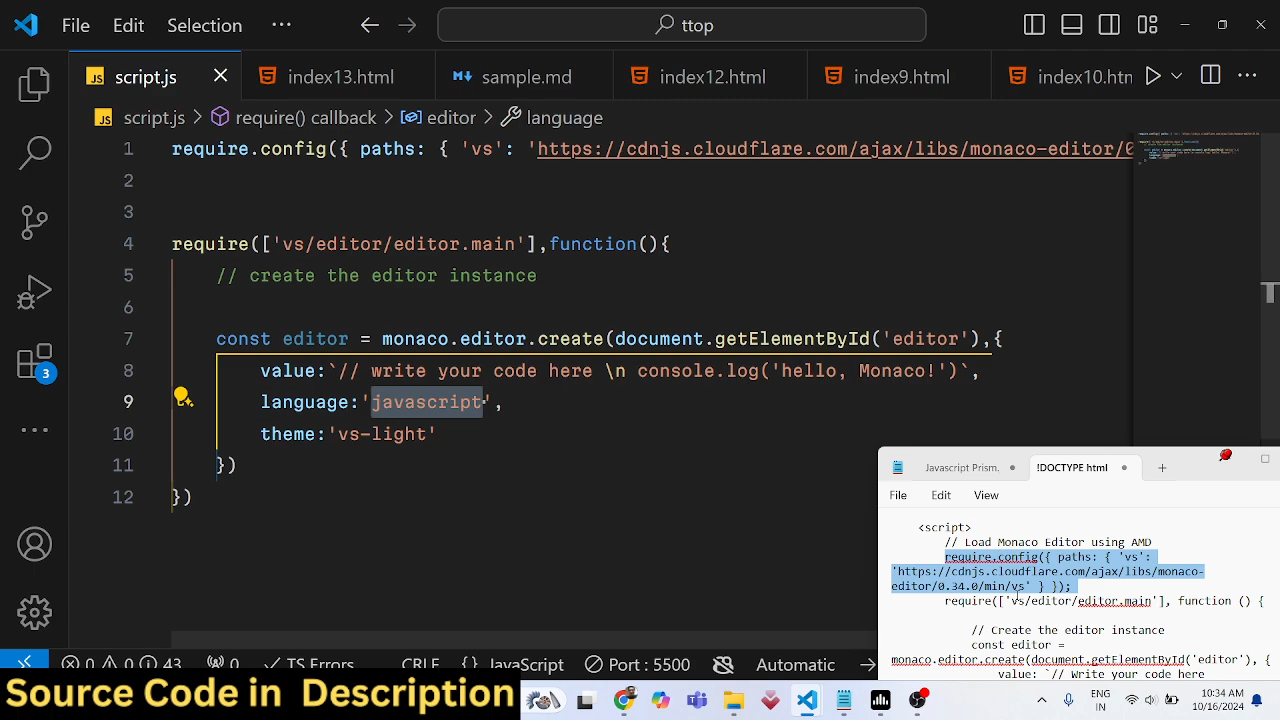 File Edit Selection ··· ttop
script.js index13.html sample.md index12.html index9.html index10.htm
script.js > require() callback > editor > language
1 require.config({ paths: { 'vs': 'https://cdnjs.cloudflare.com/ajax/libs/monaco-editor/0
2
3
4 require(['vs/editor/editor.main'],function(){
5 // create the editor instance
6
7 const editor = monaco.editor.create(document.getElementById('editor'),{
8 value:`// write your code here \n console.log('hello, Monaco!')`,
9 language:'javascript',
10 theme:'vs-light'
11 })
12 })
3
Javascript Prism. !DOCTYPE html
File Edit View
<script>
// Load Monaco Editor using AMD
require.config({ paths: { 'vs':
'https://cdnjs.cloudflare.com/ajax/libs/monaco-
editor/0.34.0/min/vs' } });
require(['vs/editor/editor.main'], function () {
// Create the editor instance
const editor =
monaco.editor.create(document.getElementById('editor'), {
value: `// Write your code here
0 0 43 0 TS Errors CRLF {} JavaScript Port : 5500 Automatic
Source Code in Description
ENG
IN
10:34 AM
10/16/2024